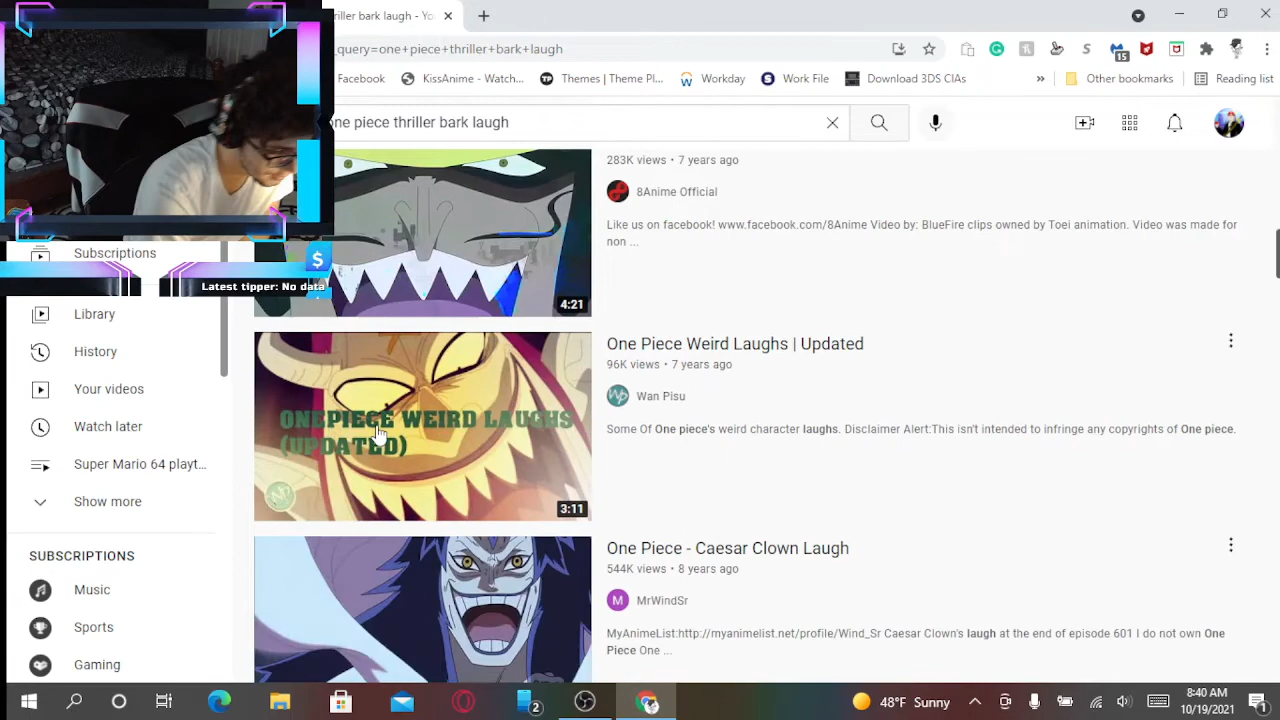 riller bark laugh - Yo
_query=one+piece+thriller+bark+laugh
15
Facebook
KissAnime - Watch...
Themes | Theme Pl...
Workday
Work File
Download 3DS CIAs
»
Other bookmarks
Reading list
ne piece thriller bark laugh
283K views • 7 years ago
8Anime Official
Like us on facebook! www.facebook.com/8Anime Video by: BlueFire clips owned by Toei animation. Video was made for
non ...
4:21
Subscriptions
$
Latest tipper: No data
Library
History
Your videos
Watch later
Super Mario 64 playt...
Show more
SUBSCRIPTIONS
Music
Sports
Gaming
ONEPIECE WEIRD LAUGHS
(UPDATED)
Wp
3:11
One Piece Weird Laughs | Updated
96K views • 7 years ago
Wp
Wan Pisu
Some Of One piece's weird character laughs. Disclaimer Alert:This isn't intended to infringe any copyrights of One piece.
One Piece - Caesar Clown Laugh
544K views • 8 years ago
M
MrWindSr
MyAnimeList:http://myanimelist.net/profile/Wind_Sr Caesar Clown's laugh at the end of episode 601 I do not own One
Piece One ...
2
48°F Sunny
8:40 AM
10/19/2021
1